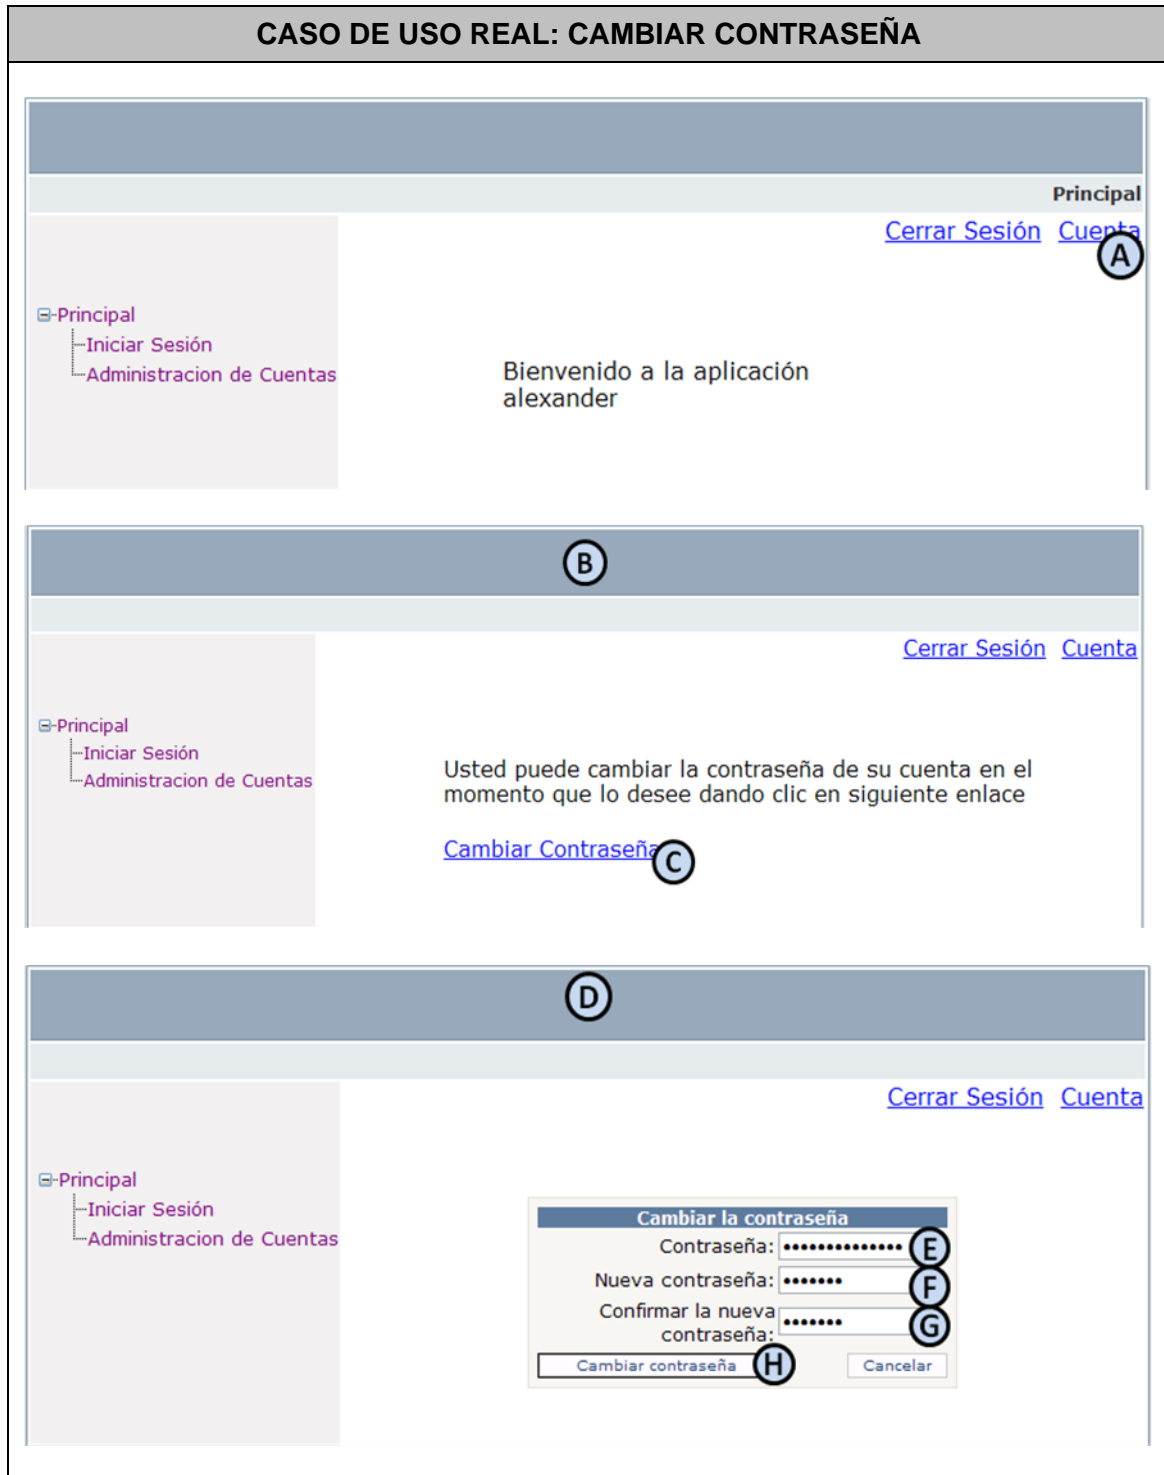 CASO DE USO REAL: CAMBIAR CONTRASEÑA
Principal
Cerrar Sesión Cuenta
A
Principal
Iniciar Sesión
Administracion de Cuentas
Bienvenido a la aplicación
alexander
B
Cerrar Sesión Cuenta
Principal
Iniciar Sesión
Administracion de Cuentas
Usted puede cambiar la contraseña de su cuenta en el
momento que lo desee dando clic en siguiente enlace
Cambiar Contraseña
C
D
Cerrar Sesión Cuenta
Principal
Iniciar Sesión
Administracion de Cuentas
Cambiar la contraseña
Contraseña: •••••••••••••• E
Nueva contraseña: ••••••• F
Confirmar la nueva
contraseña: ••••••• G
Cambiar contraseña H Cancelar